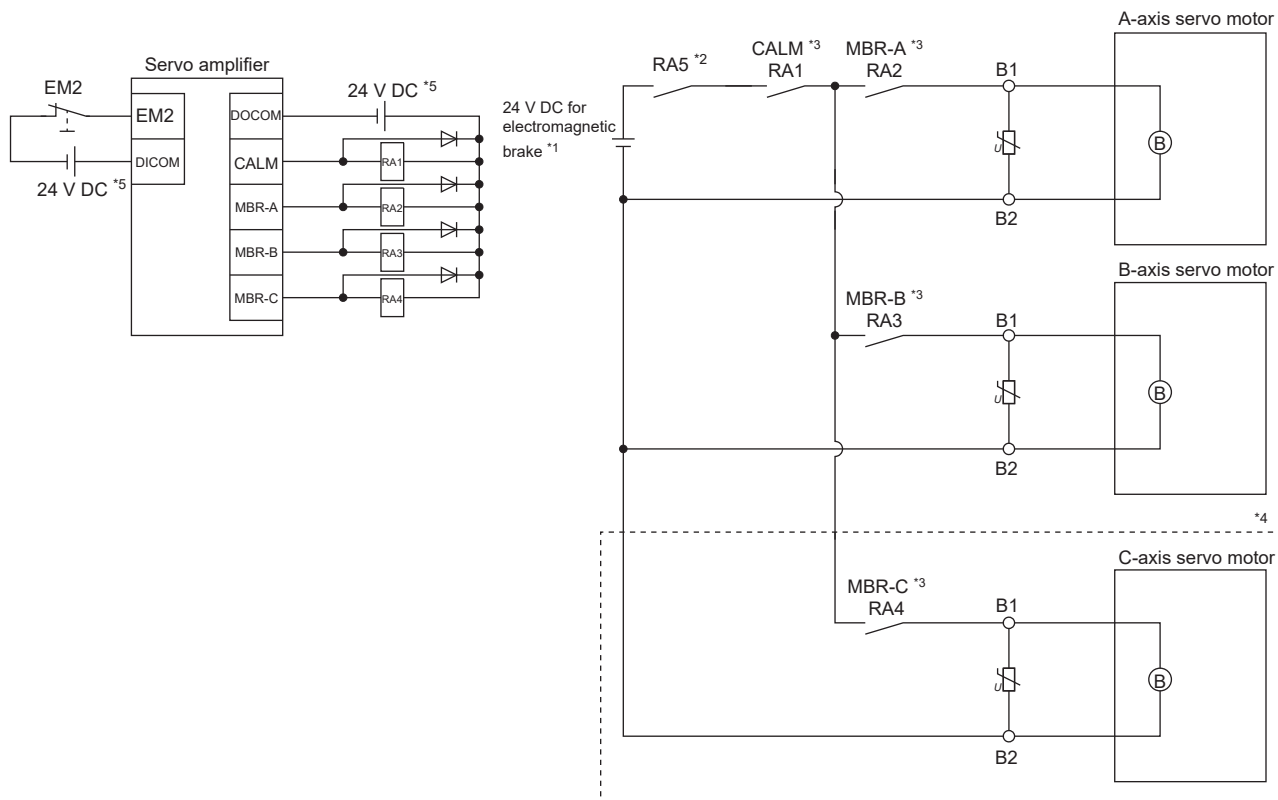 A-axis servo motor
CALM *3
MBR-A *3
RA5 *2
RA1
RA2
B1
Servo amplifier
EM2
24 V DC *5
24 V DC for
electromagnetic
brake *1
EM2
DOCOM
DICOM
CALM
RA1
U
B
24 V DC *5
MBR-A
RA2
B2
MBR-B
RA3
B-axis servo motor
MBR-C
RA4
MBR-B *3
RA3
B1
U
B
B2
*4
C-axis servo motor
MBR-C *3
RA4
B1
U
B
B2